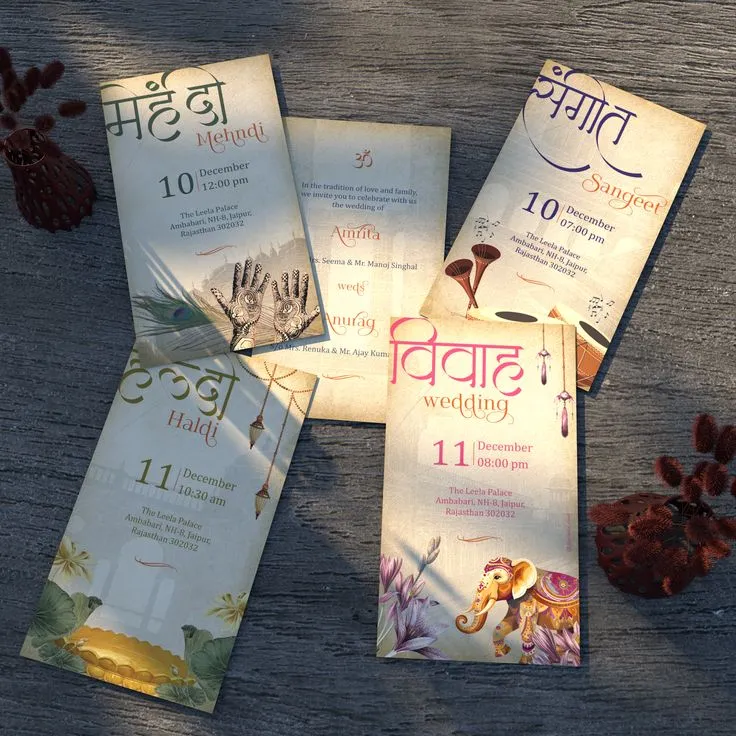 मेहंदी
Mehndi
10
December
12:00 pm
The Leela Palace
Ambabari, NH-8, Jaipur,
Rajasthan 302032
ॐ
In the tradition of love and family,
we invite you to celebrate with us
the wedding of
Amrita
Mrs. Seema & Mr. Manoj Singhal
weds
Anurag
S/O Mrs. Renuka & Mr. Ajay Kuma
संगीत
Sangeet
10
December
07:00 pm
The Leela Palace
Ambabari, NH-8, Jaipur,
Rajasthan 302032
हल्दी
Haldi
11
December
10:30 am
The Leela Palace
Ambabari, NH-8, Jaipur,
Rajasthan 302032
विवाह
wedding
11
December
08:00 pm
The Leela Palace
Ambabari, NH-8, Jaipur,
Rajasthan 302032